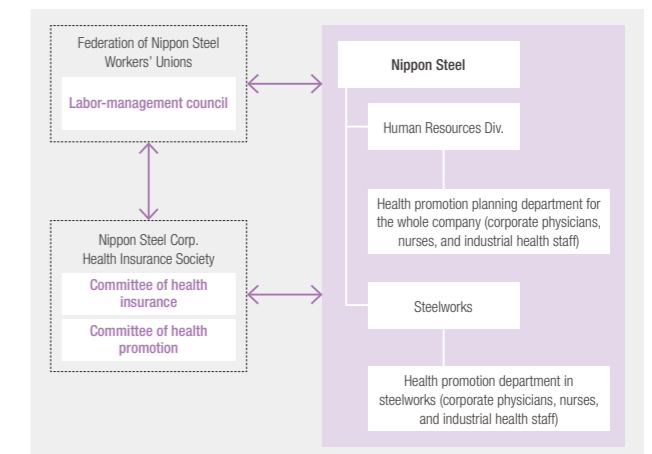 Federation of Nippon Steel
Workers' Unions
Labor-management council
Nippon Steel Corp.
Health Insurance Society
Committee of health
insurance
Committee of health
promotion
Nippon Steel
Human Resources Div.
Health promotion planning department for
the whole company (corporate physicians,
nurses, and industrial health staff)
Steelworks
Health promotion department in
steelworks (corporate physicians, nurses,
and industrial health staff)